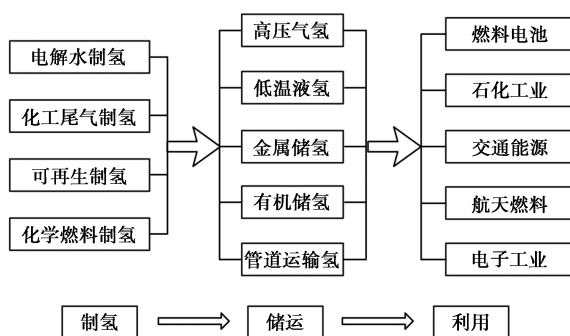 电解水制氢
化工尾气制氢
可再生制氢
化学燃料制氢
高压气氢
低温液氢
金属储氢
有机储氢
管道运输氢
燃料电池
石化工业
交通能源
航天燃料
电子工业
制氢
储运
利用